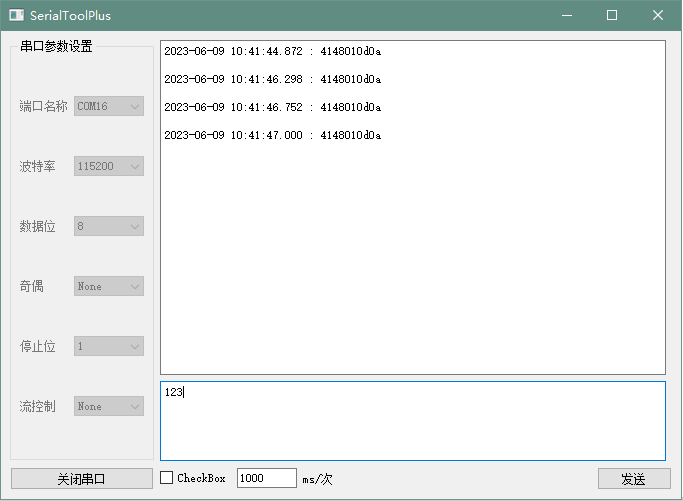 SerialToolPlus
串口参数设置
端口名称 COM16
波特率 115200
数据位 8
奇偶 None
停止位 1
流控制 None
关闭串口
2023-06-09 10:41:44.872 : 4148010d0a
2023-06-09 10:41:46.298 : 4148010d0a
2023-06-09 10:41:46.752 : 4148010d0a
2023-06-09 10:41:47.000 : 4148010d0a
123
CheckBox 1000 ms/次
发送